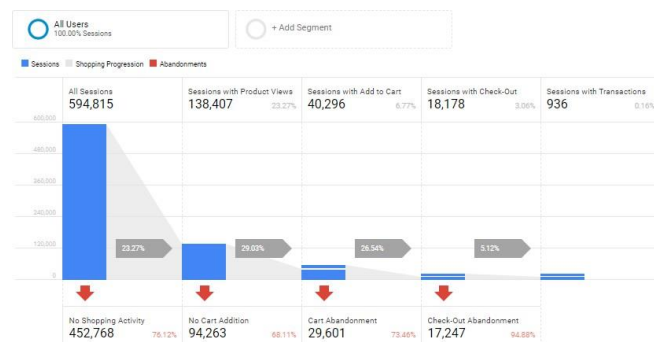 All Users
100.00% Sessions
+ Add Segment
Sessions Shopping Progression Abandonments
All Sessions
594,815
Sessions with Product Views
138,407 23.27%
Sessions with Add to Cart
40,296 6.77%
Sessions with Check-Out
18,178 3.06%
Sessions with Transactions
936 0.16%
600,000
480,000
360,000
240,000
120,000
0
23.27%
29.03%
26.54%
5.12%
No Shopping Activity
452,768 76.12%
No Cart Addition
94,263 68.11%
Cart Abandonment
29,601 73.46%
Check-Out Abandonment
17,247 94.88%